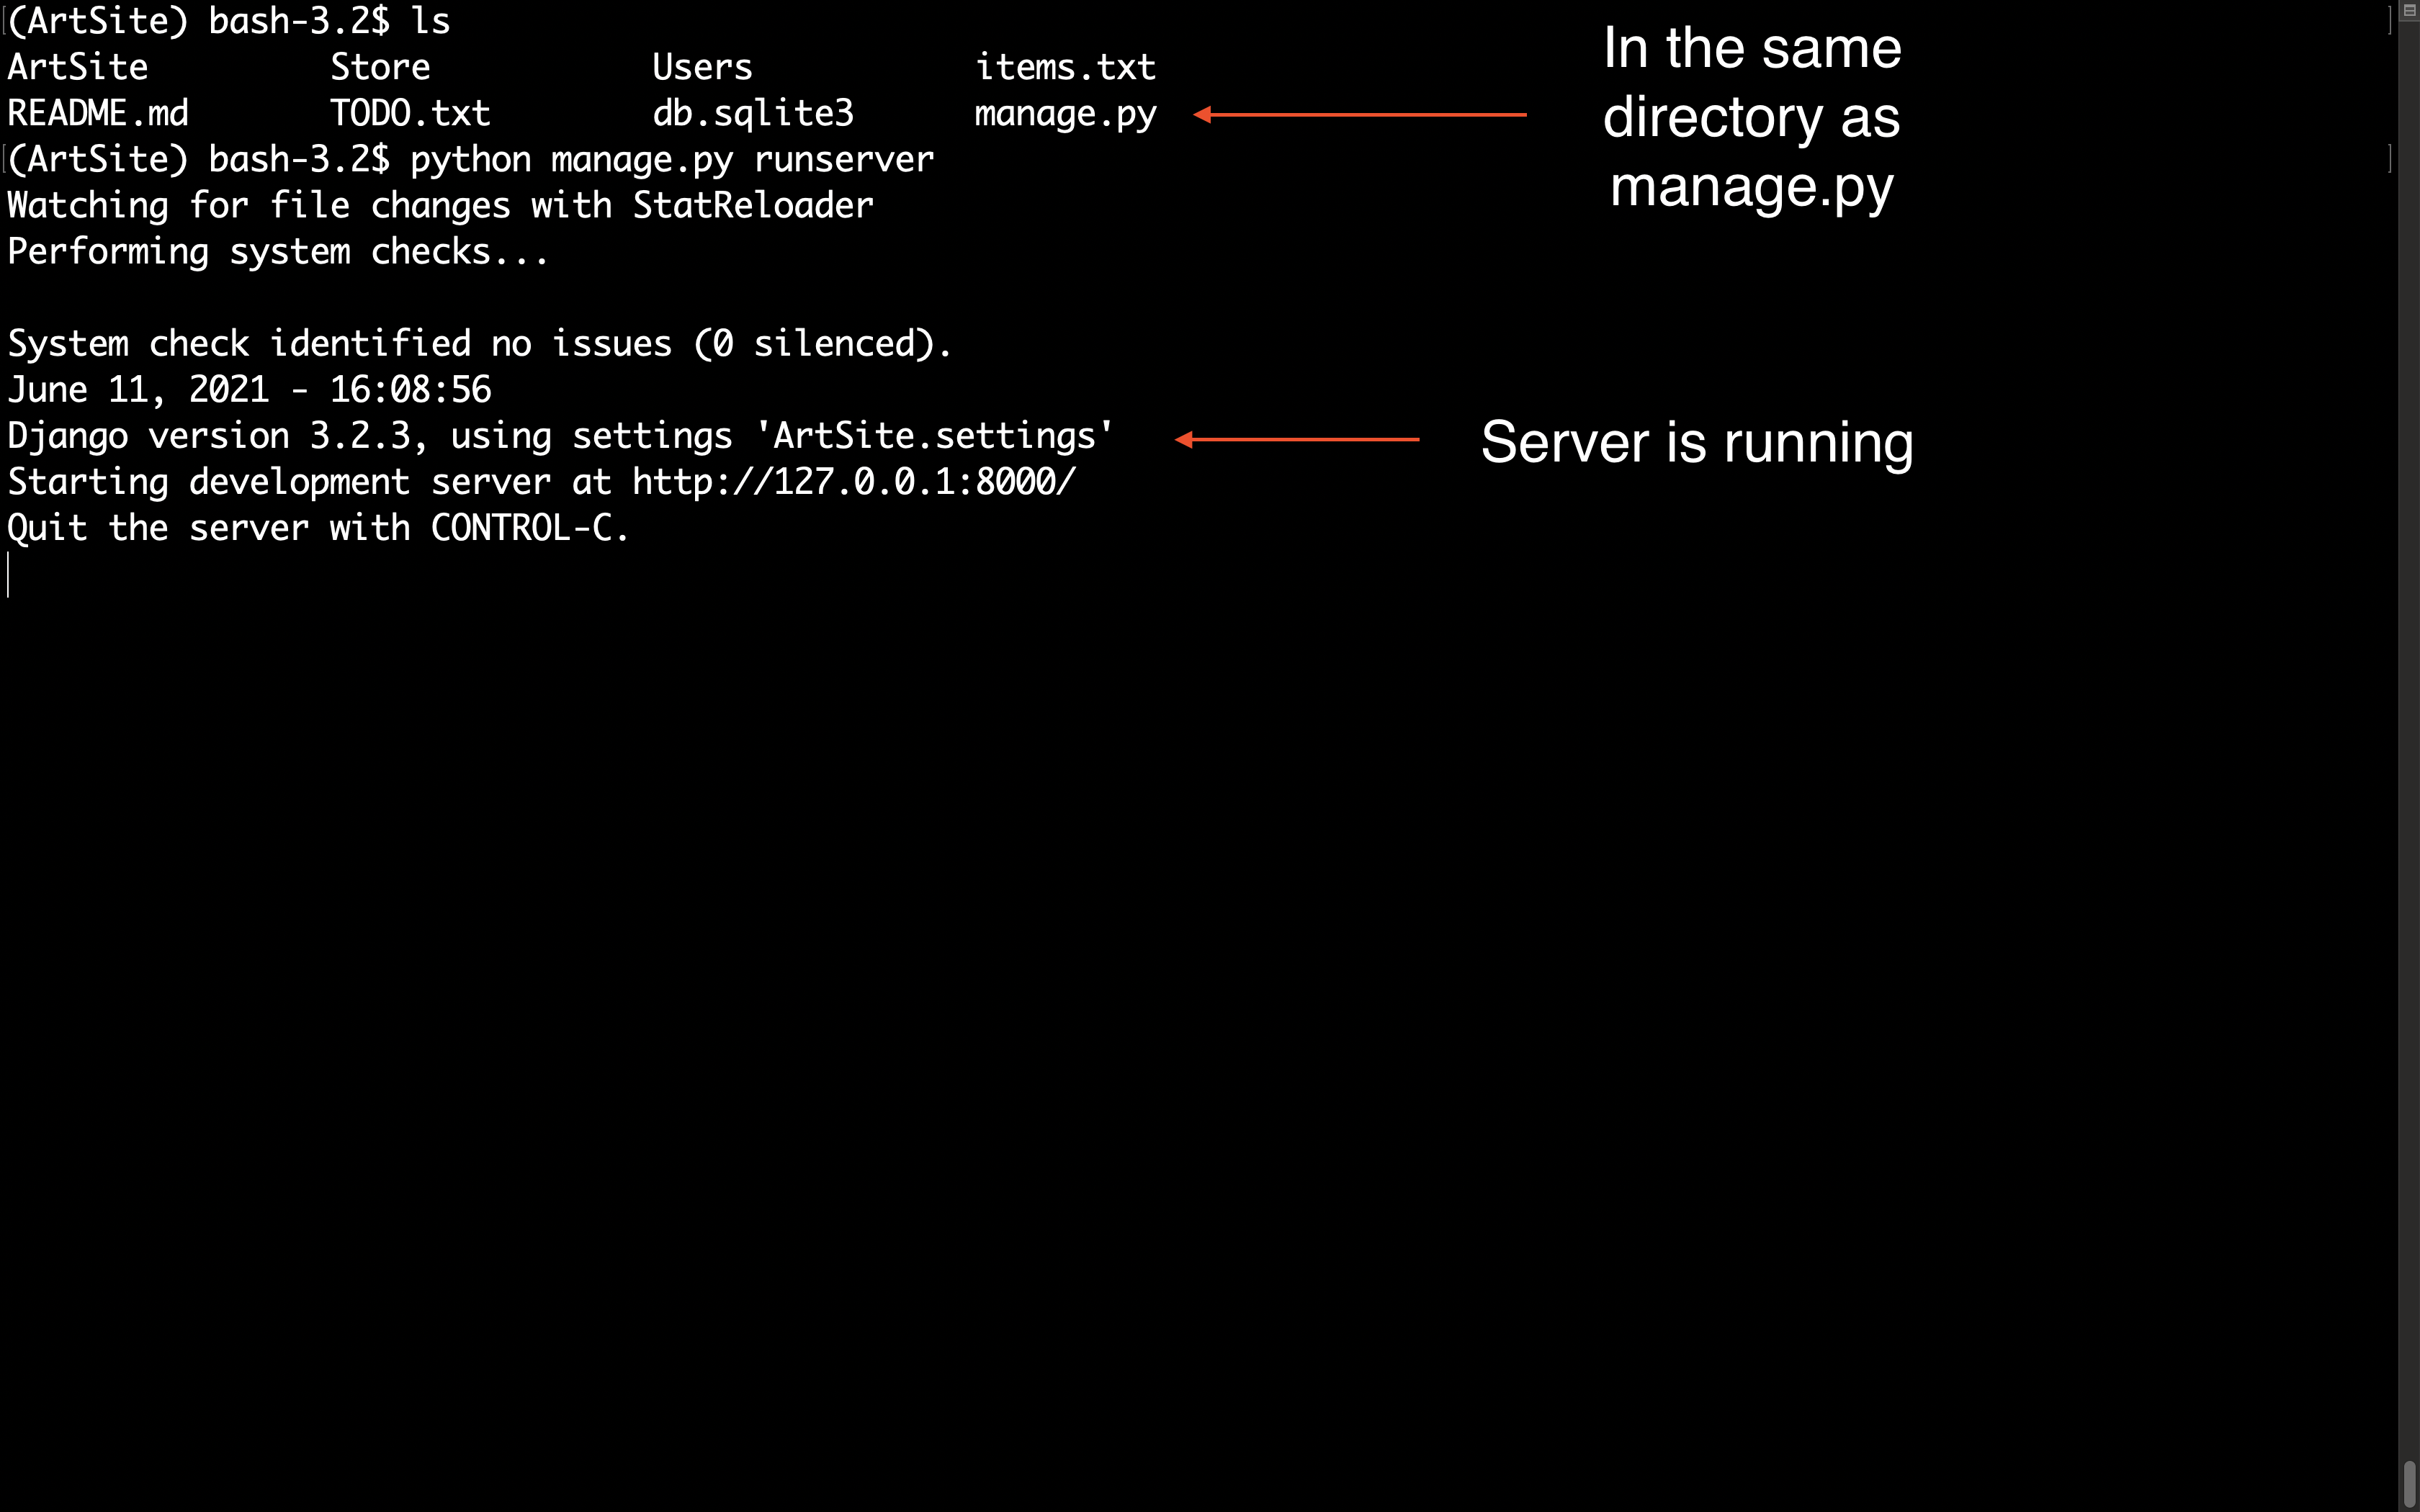 (ArtSite) bash-3.2$ ls
ArtSite Store Users items.txt
README.md TODO.txt db.sqlite3 manage.py
(ArtSite) bash-3.2$ python manage.py runserver
Watching for file changes with StatReloader
Performing system checks...
System check identified no issues (0 silenced).
June 11, 2021 - 16:08:56
Django version 3.2.3, using settings 'ArtSite.settings'
Starting development server at http://127.0.0.1:8000/
Quit the server with CONTROL-C.
In the same
directory as
manage.py
Server is running